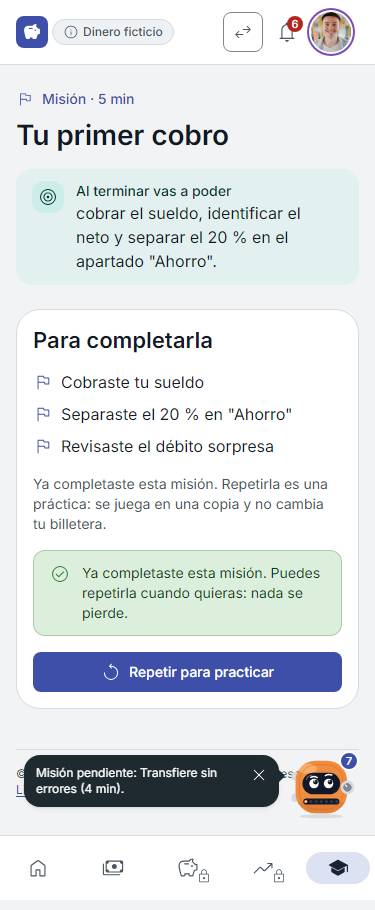 Dinero ficticio
6
Misión · 5 min
Tu primer cobro
Al terminar vas a poder
cobrar el sueldo, identificar el
neto y separar el 20 % en el
apartado "Ahorro".
Para completarla
Cobraste tu sueldo
Separaste el 20 % en "Ahorro"
Revisaste el débito sorpresa
Ya completaste esta misión. Repetirla es una
práctica: se juega en una copia y no cambia
tu billetera.
Ya completaste esta misión. Puedes
repetirla cuando quieras: nada se
pierde.
Repetir para practicar
7
Misión pendiente: Transfiere sin
errores (4 min).